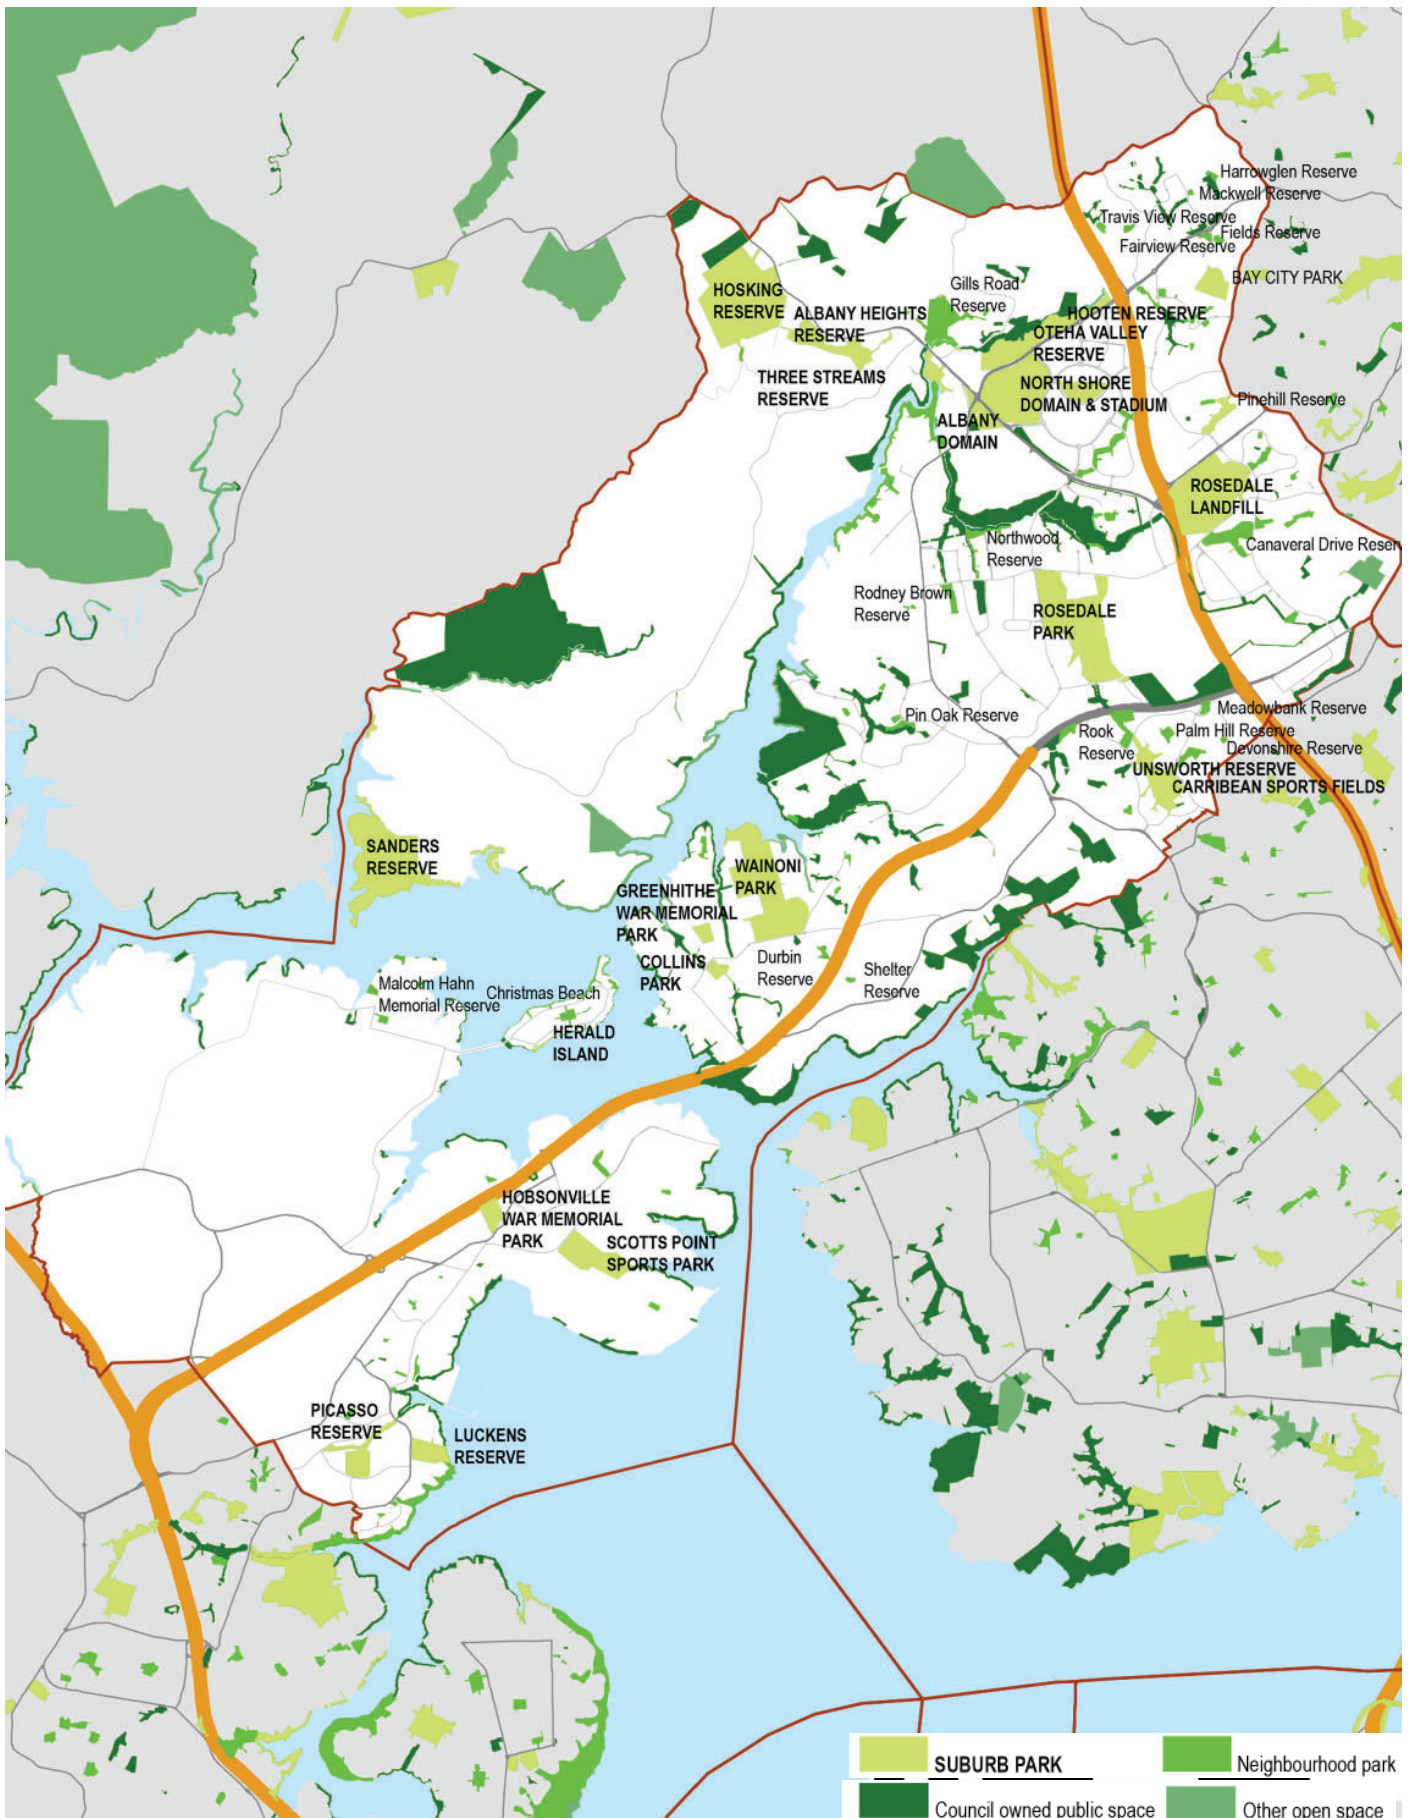 Harrowglen Reserve
Mackwell Reserve
Travis View Reserve
Fields Reserve
Fairview Reserve
BAY CITY PARK
HOSKING
RESERVE
ALBANY HEIGHTS
RESERVE
Gills Road
Reserve
HOOTEN RESERVE
OTEHA VALLEY
RESERVE
THREE STREAMS
RESERVE
NORTH SHORE
DOMAIN & STADIUM
Pinehill Reserve
ALBANY
DOMAIN
ROSEDALE
LANDFILL
Northwood
Reserve
Canaveral Drive Reserv
Rodney Brown
Reserve
ROSEDALE
PARK
Pin Oak Reserve
Meadowbank Reserve
Rook
Reserve
Palm Hill Reserve
Devonshire Reserve
UNSWORTH RESERVE
CARRIBEAN SPORTS FIELDS
SANDERS
RESERVE
WAINONI
PARK
GREENHITHE
WAR MEMORIAL
PARK
COLLINS
PARK
Durbin
Reserve
Shelter
Reserve
Malcolm Hahn
Memorial Reserve
Christmas Beach
HERALD
ISLAND
HOBSONVILLE
WAR MEMORIAL
PARK
SCOTTS POINT
SPORTS PARK
PICASSO
RESERVE
LUCKENS
RESERVE
SUBURB PARK
Neighbourhood park
Council owned public space
Other open space